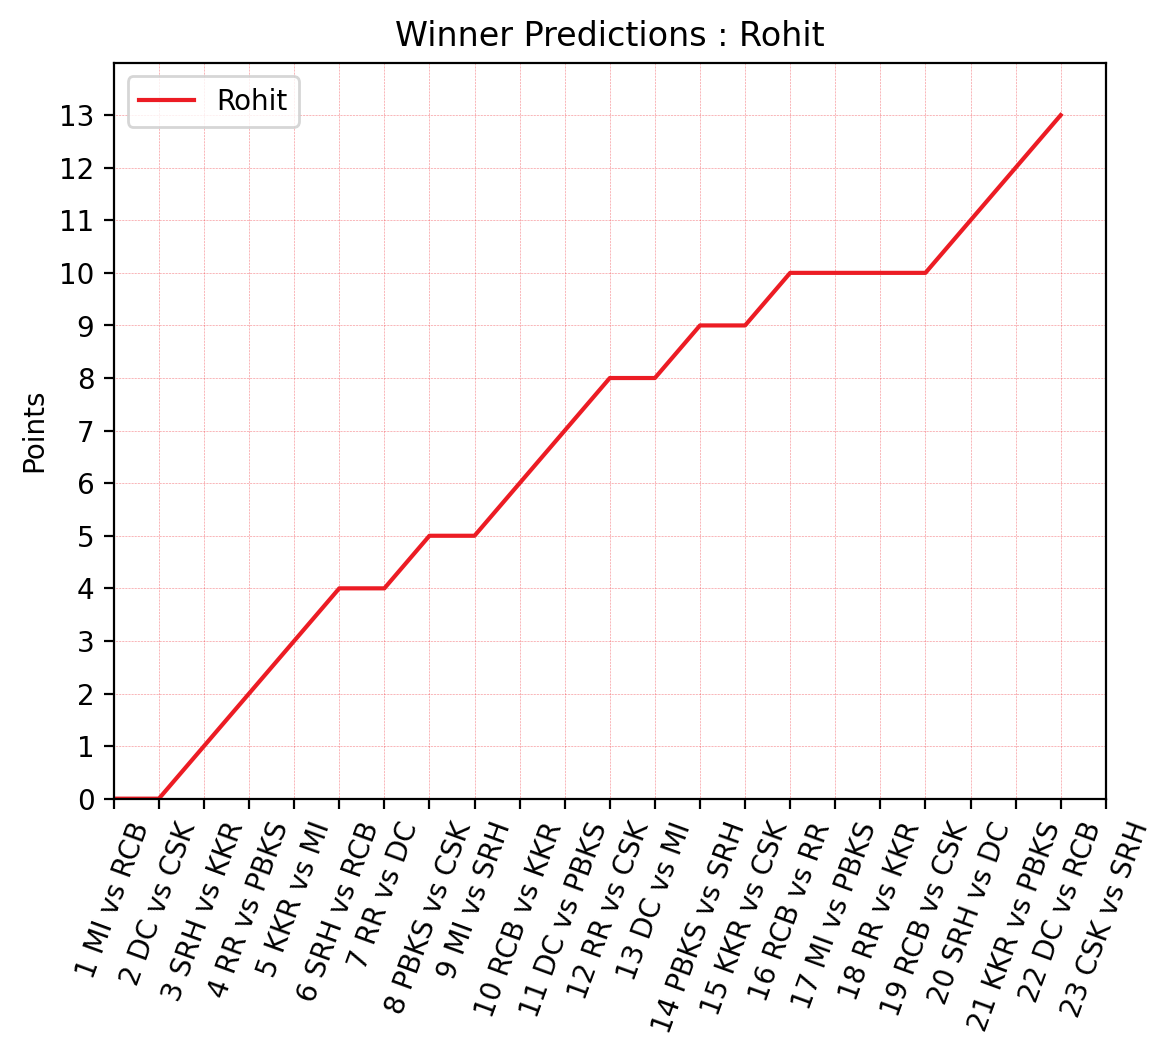 Winner Predictions : Rohit
Rohit
13
12
11
10
9
8
7
6
5
4
3
2
1
0
Points
1 MI vs RCB
2 DC vs CSK
3 SRH vs KKR
4 RR vs PBKS
5 KKR vs MI
6 SRH vs RCB
7 RR vs DC
8 PBKS vs CSK
9 MI vs SRH
10 RCB vs KKR
11 DC vs PBKS
12 RR vs CSK
13 DC vs MI
14 PBKS vs SRH
15 KKR vs CSK
16 RCB vs RR
17 MI vs PBKS
18 RR vs KKR
19 RCB vs CSK
20 SRH vs DC
21 KKR vs PBKS
22 DC vs RCB
23 CSK vs SRH